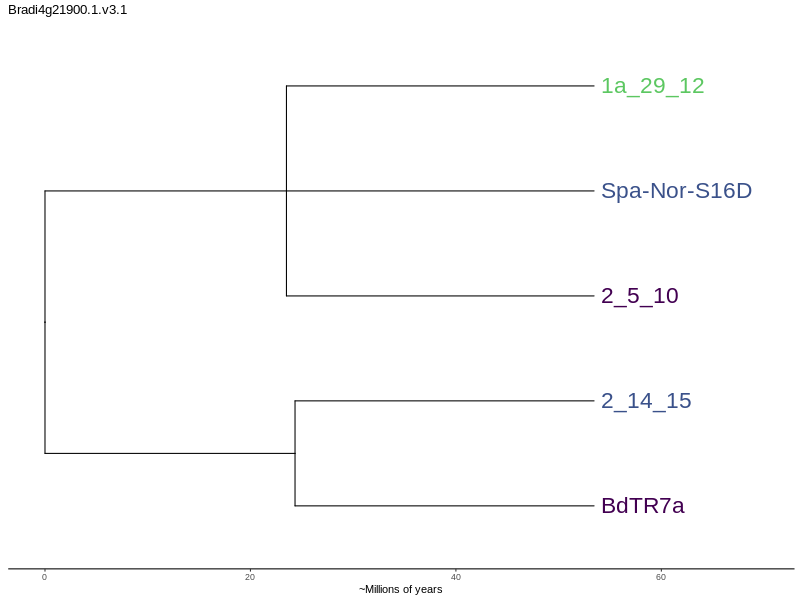 Bradi4g21900.1.v3.1
1a_29_12
Spa-Nor-S16D
2_5_10
2_14_15
BdTR7a
0 20 40 60
~Millions of years